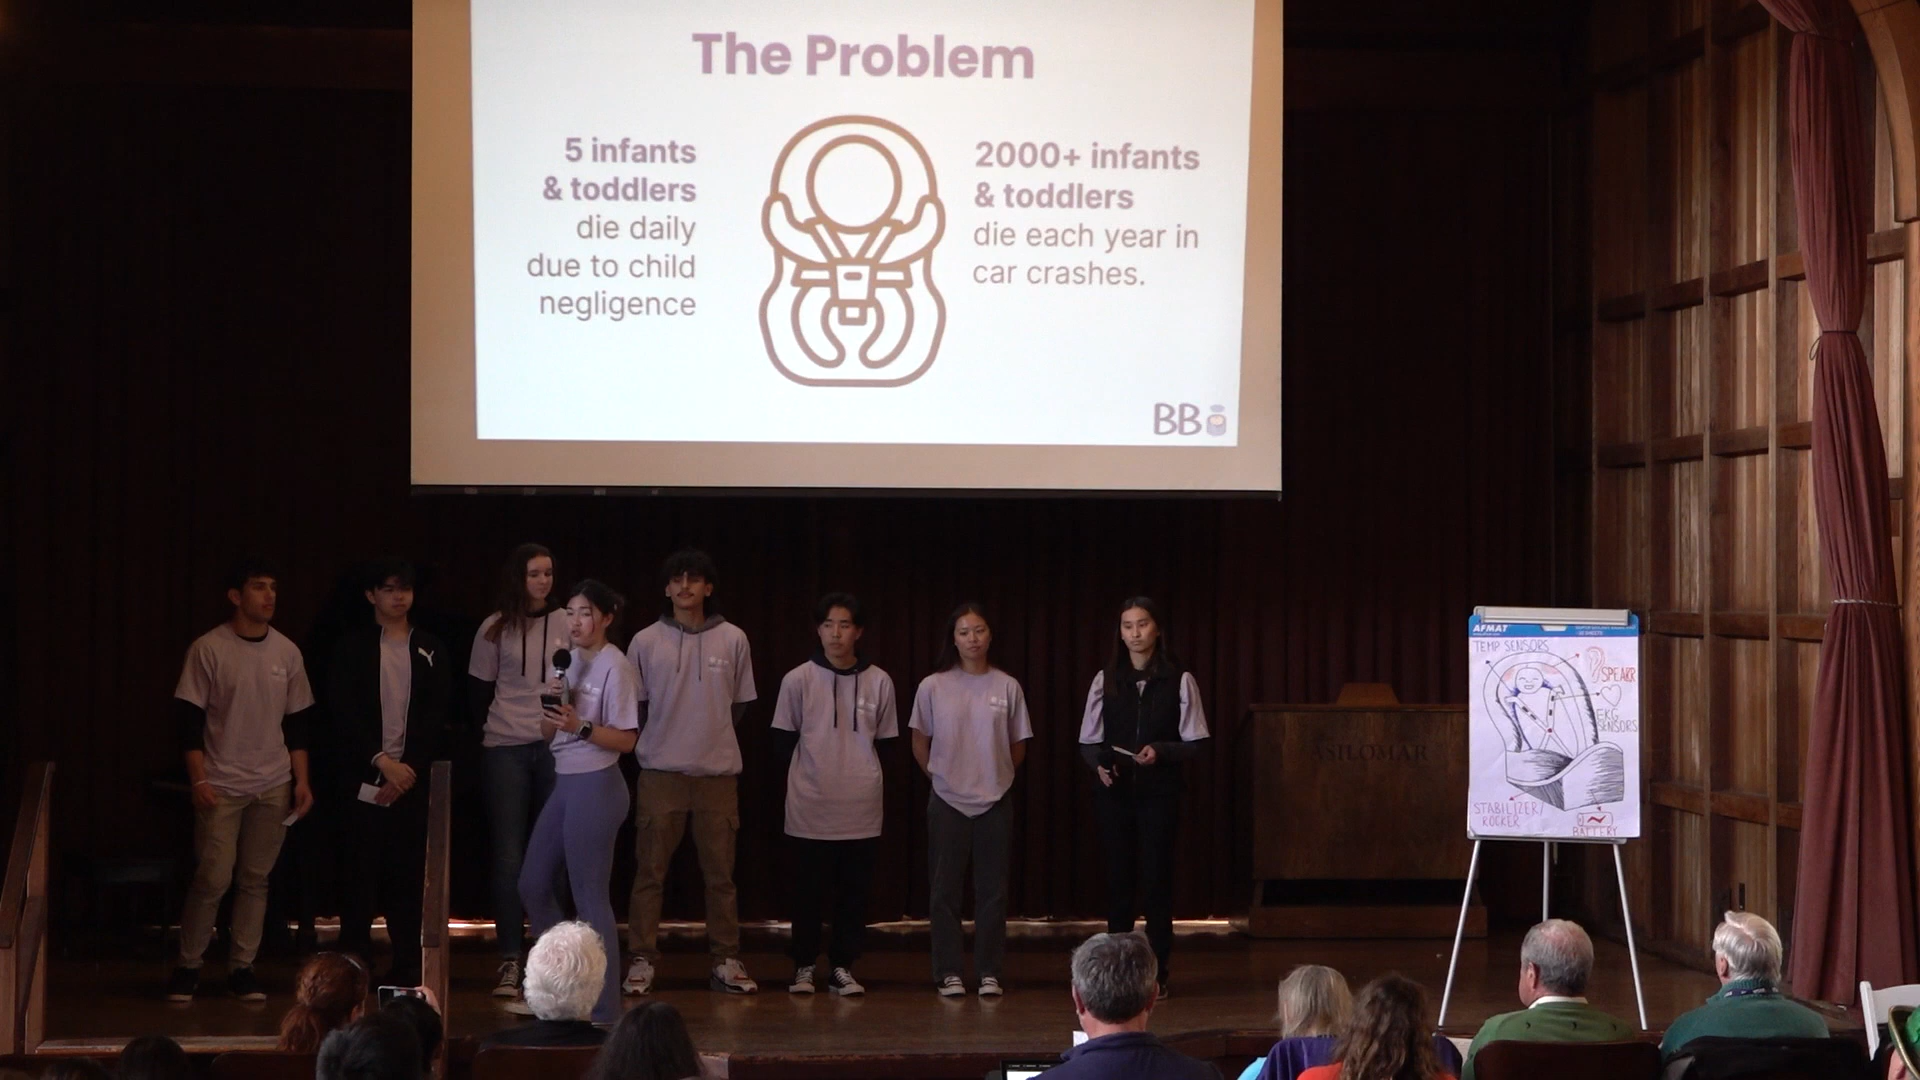 The Problem
5 infants
& toddlers
die daily
due to child
negligence
2000+ infants
& toddlers
die each year in
car crashes.
BB
ASILOMAR
AFMAT
TEMP SENSORS
SPEAKR
EKG
SENSORS
STABILIZER/
ROCKER
BATTERY